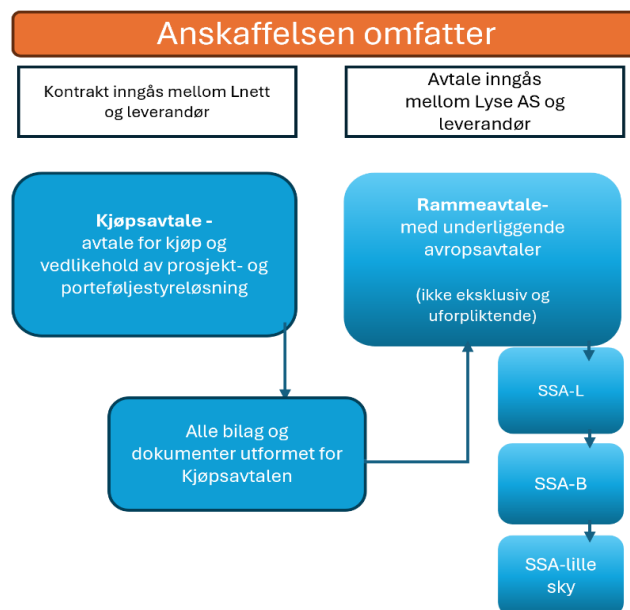 Anskaffelsen omfatter
Kontrakt inngås mellom Lnett
og leverandør
Avtale inngås
mellom Lyse AS og
leverandør
Kjøpsavtale -
avtale for kjøp og
vedlikehold av prosjekt- og
porteføljestyreløsning
Rammeavtale-
med underliggende
avropsavtaler
(ikke eksklusiv og
uforpliktende)
Alle bilag og
dokumenter utformet for
Kjøpsavtalen
SSA-L
SSA-B
SSA-lille
sky